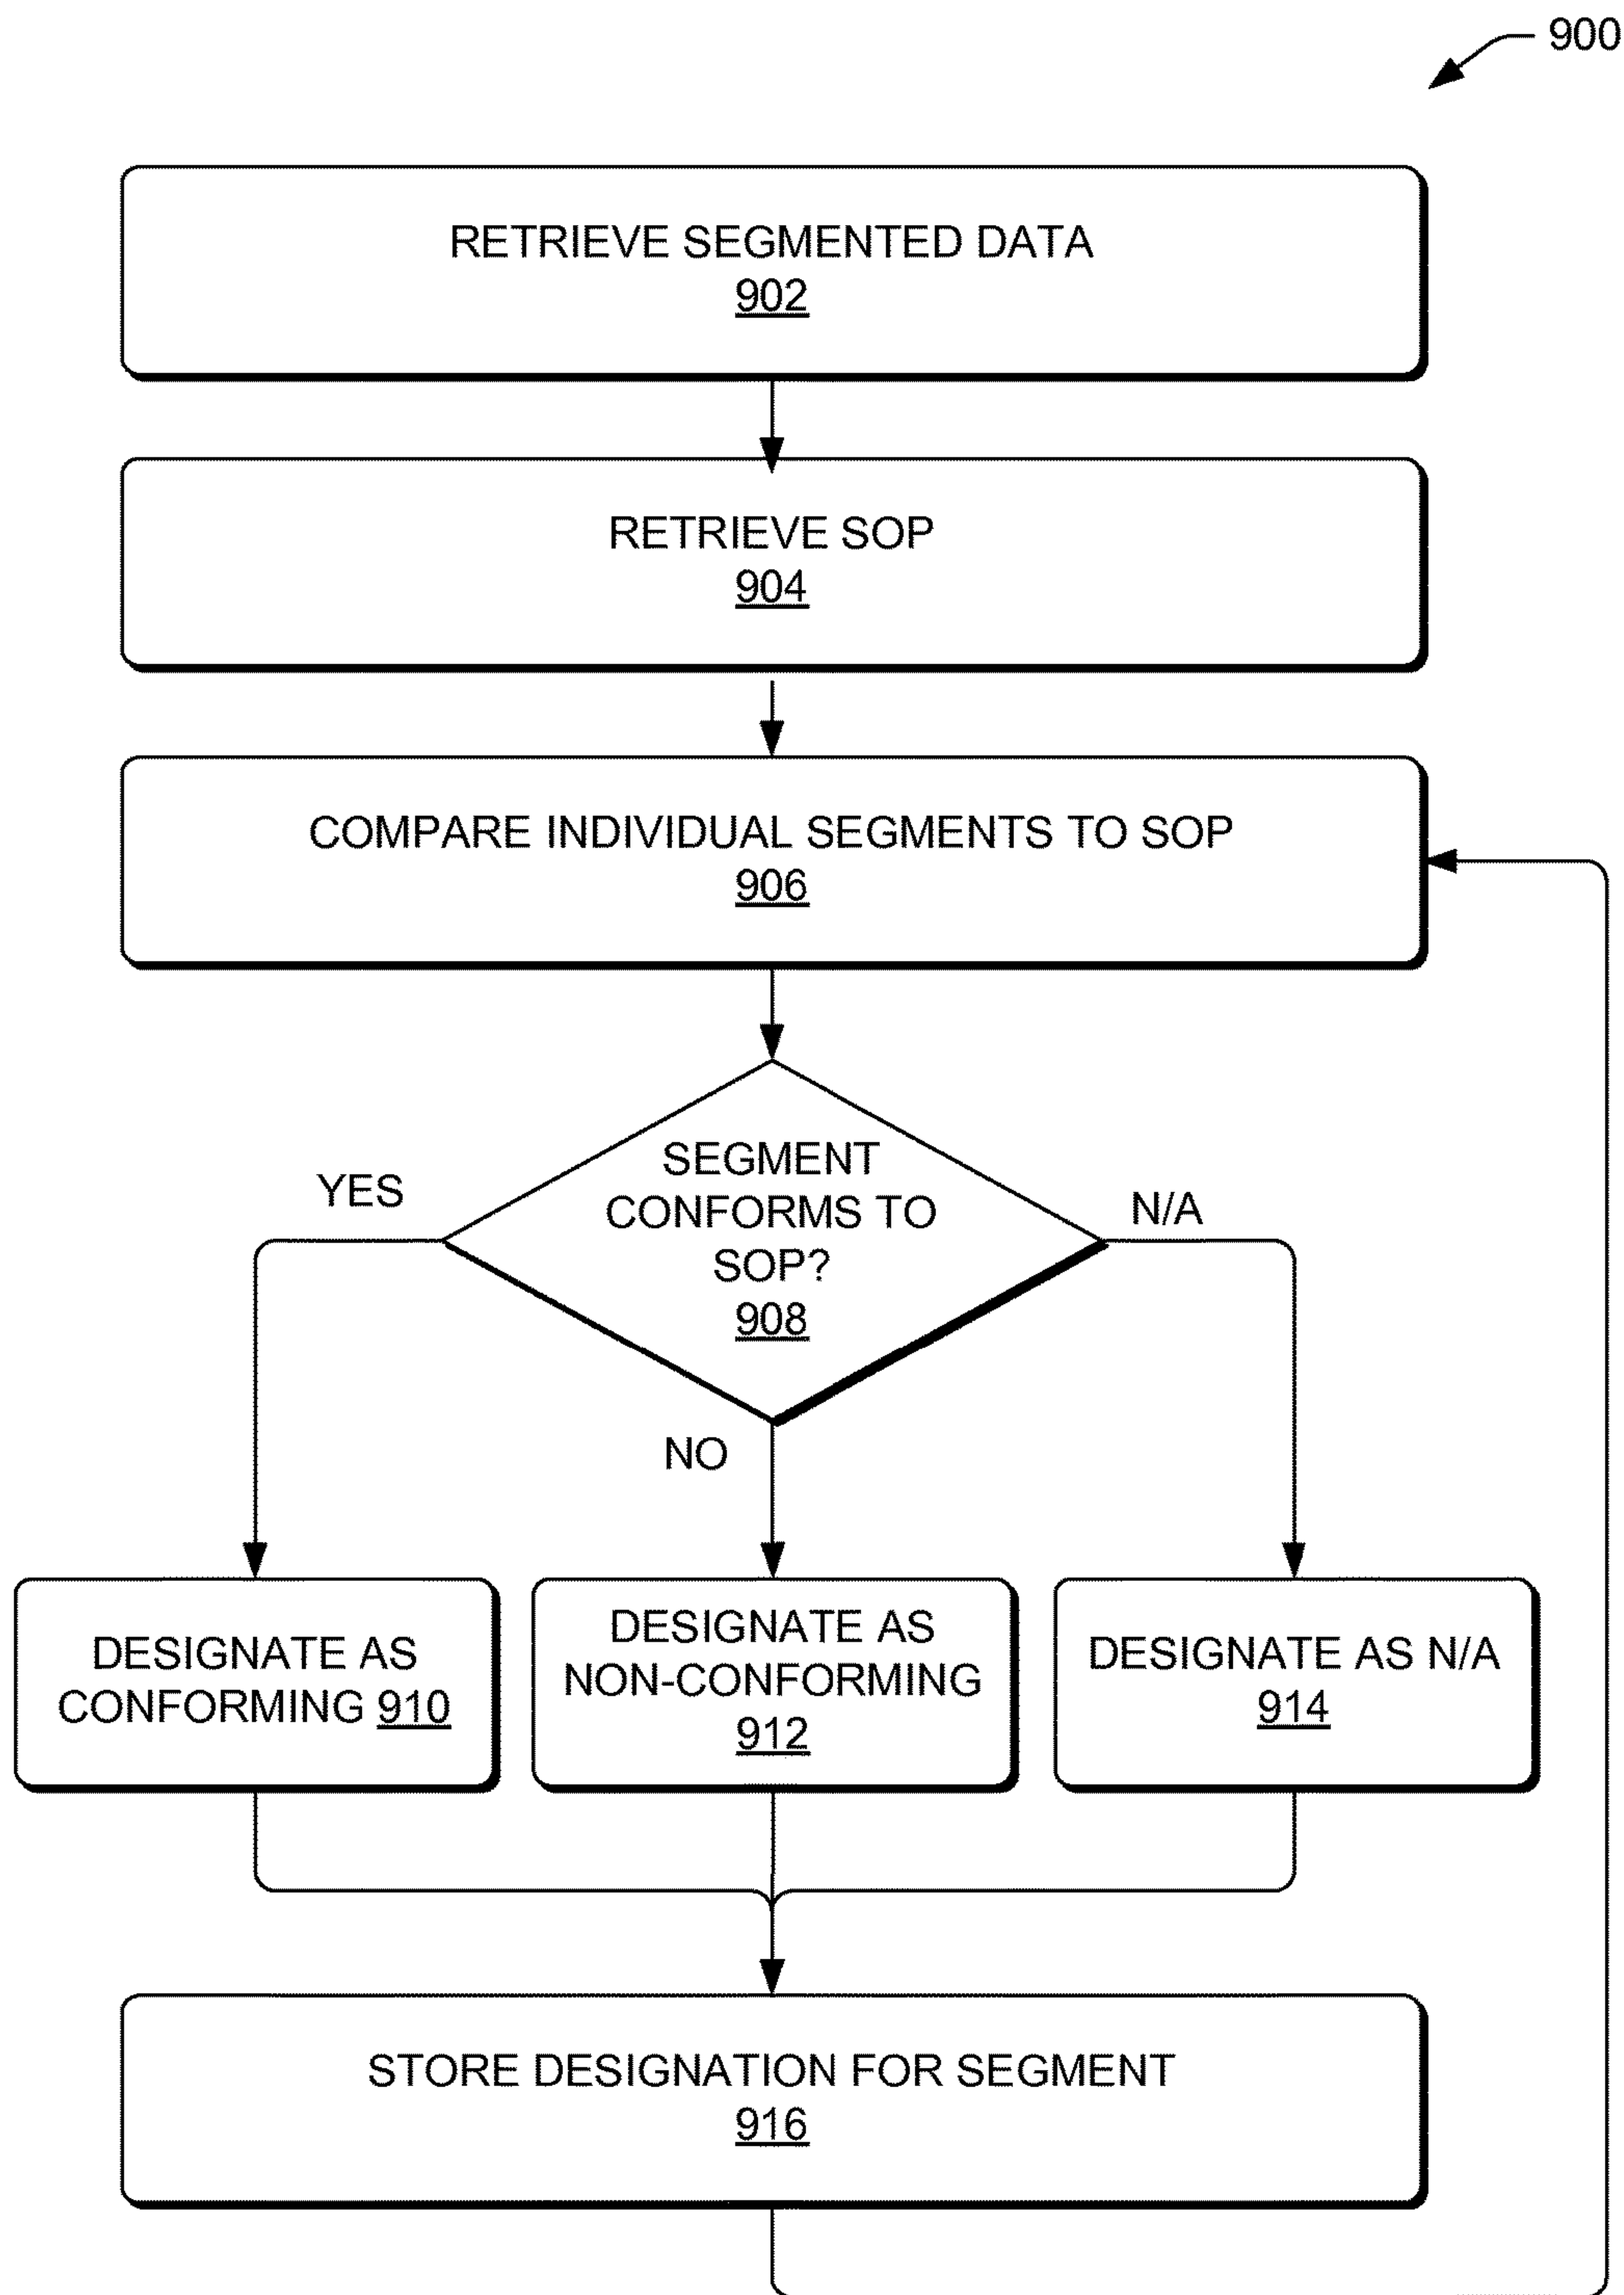 900
RETRIEVE SEGMENTED DATA
902
RETRIEVE SOP
904
COMPARE INDIVIDUAL SEGMENTS TO SOP
906
SEGMENT
CONFORMS TO
SOP?
908
YES
N/A
NO
DESIGNATE AS
CONFORMING 910
DESIGNATE AS
NON-CONFORMING
912
DESIGNATE AS N/A
914
STORE DESIGNATION FOR SEGMENT
916